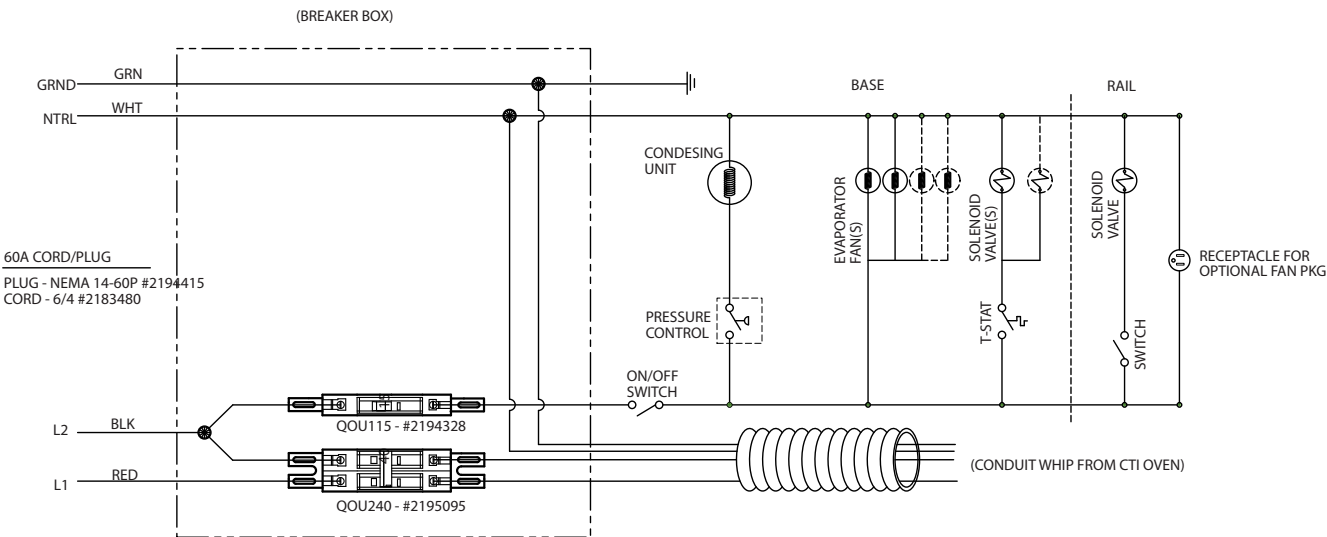 (BREAKER BOX)
GRND
GRN
NTRL
WHT
BASE
RAIL
CONDESING
UNIT
EVAPORATOR
FAN(S)
SOLENOID
VALVE(S)
SOLENOID
VALVE
60A CORD/PLUG
PLUG - NEMA 14-60P #2194415
CORD - 6/4 #2183480
RECEPTACLE FOR
OPTIONAL FAN PKG
PRESSURE
CONTROL
T-STAT
SWITCH
ON/OFF
SWITCH
L2
BLK
QOU115 - #2194328
L1
RED
QOU240 - #2195095
(CONDUIT WHIP FROM CTI OVEN)